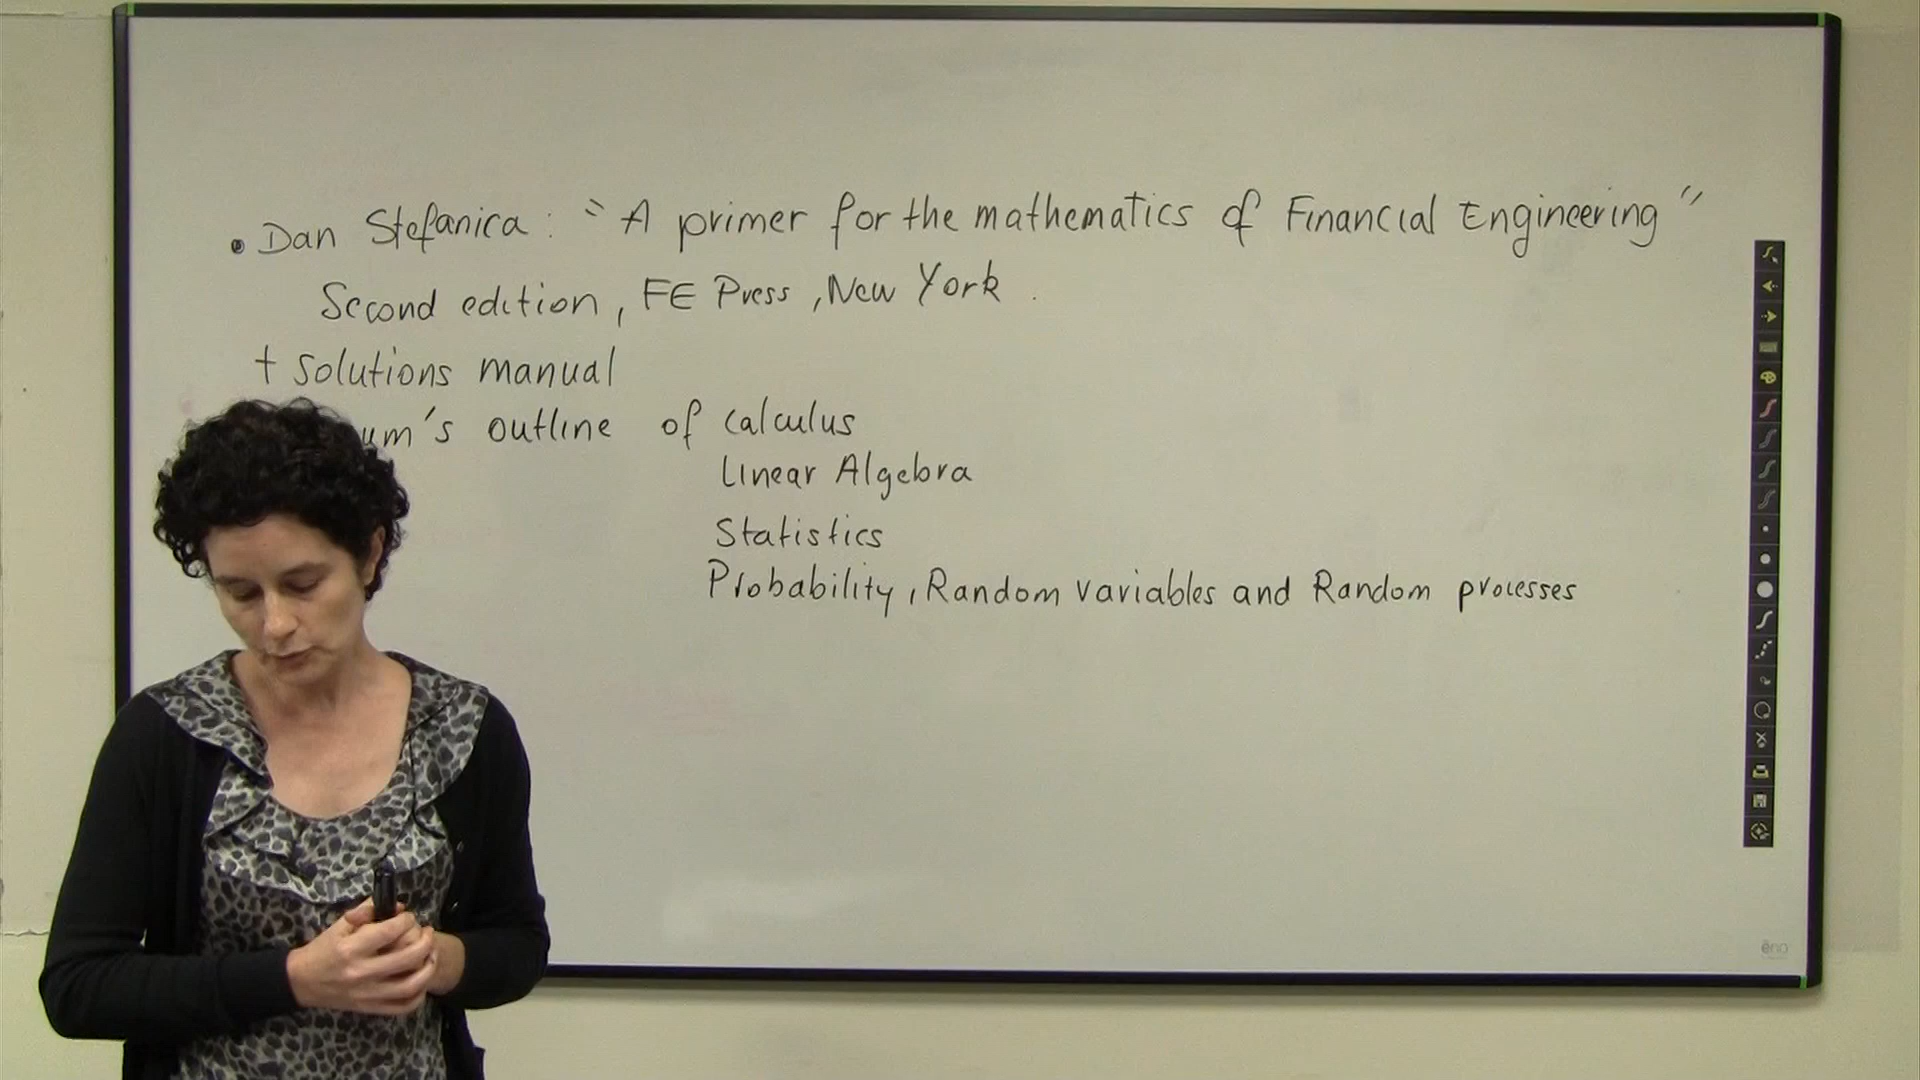 • Dan Stefanica: "A primer for the mathematics of Financial Engineering"
Second edition, FE Press, New York.
+ solutions manual
um's outline of calculus
Linear Algebra
Statistics
Probability, Random variables and Random processes
eno